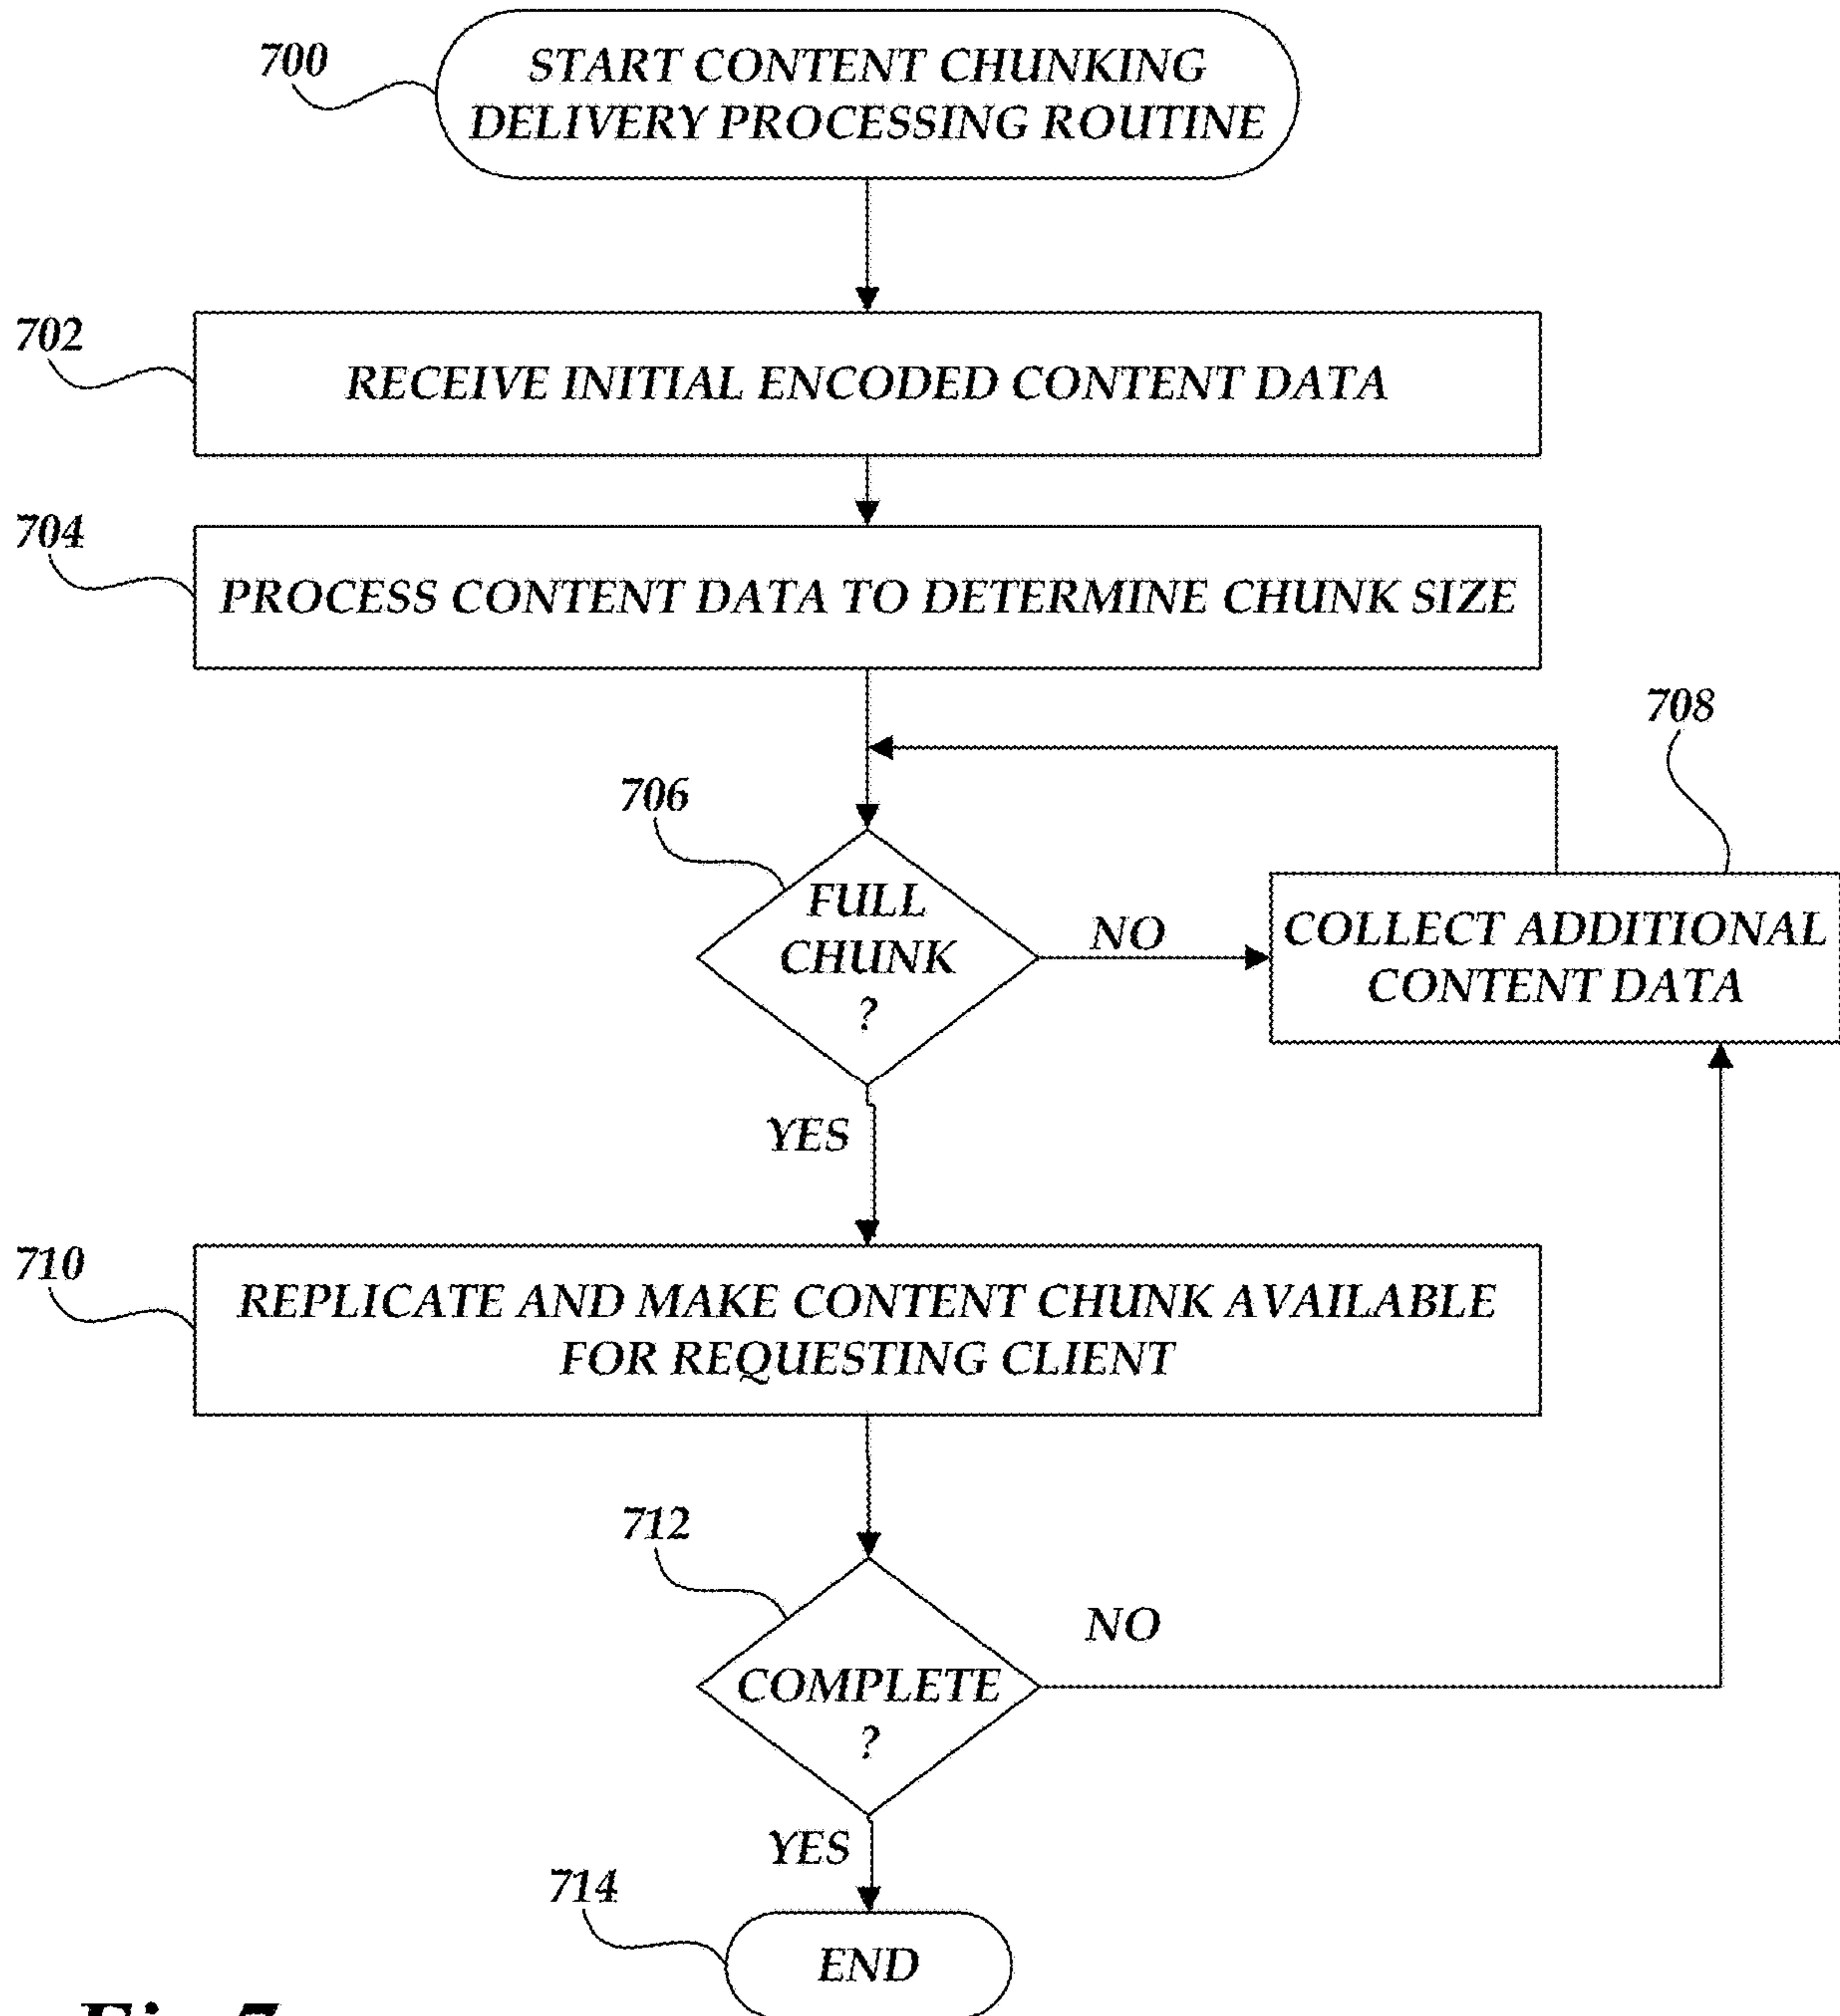 700
START CONTENT CHUNKING
DELIVERY PROCESSING ROUTINE
702
RECEIVE INITIAL ENCODED CONTENT DATA
704
PROCESS CONTENT DATA TO DETERMINE CHUNK SIZE
708
706
FULL
CHUNK
?
NO
COLLECT ADDITIONAL
CONTENT DATA
YES
710
REPLICATE AND MAKE CONTENT CHUNK AVAILABLE
FOR REQUESTING CLIENT
712
NO
COMPLETE
?
YES
714
END